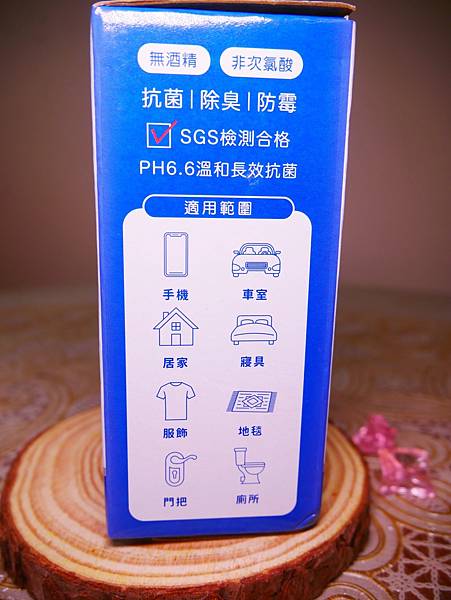 無酒精 非次氯酸
抗菌|除臭|防霉
SGS檢測合格
PH6.6溫和長效抗菌
適用範圍
手機 車室
居家 寢具
服飾 地毯
門把 廁所